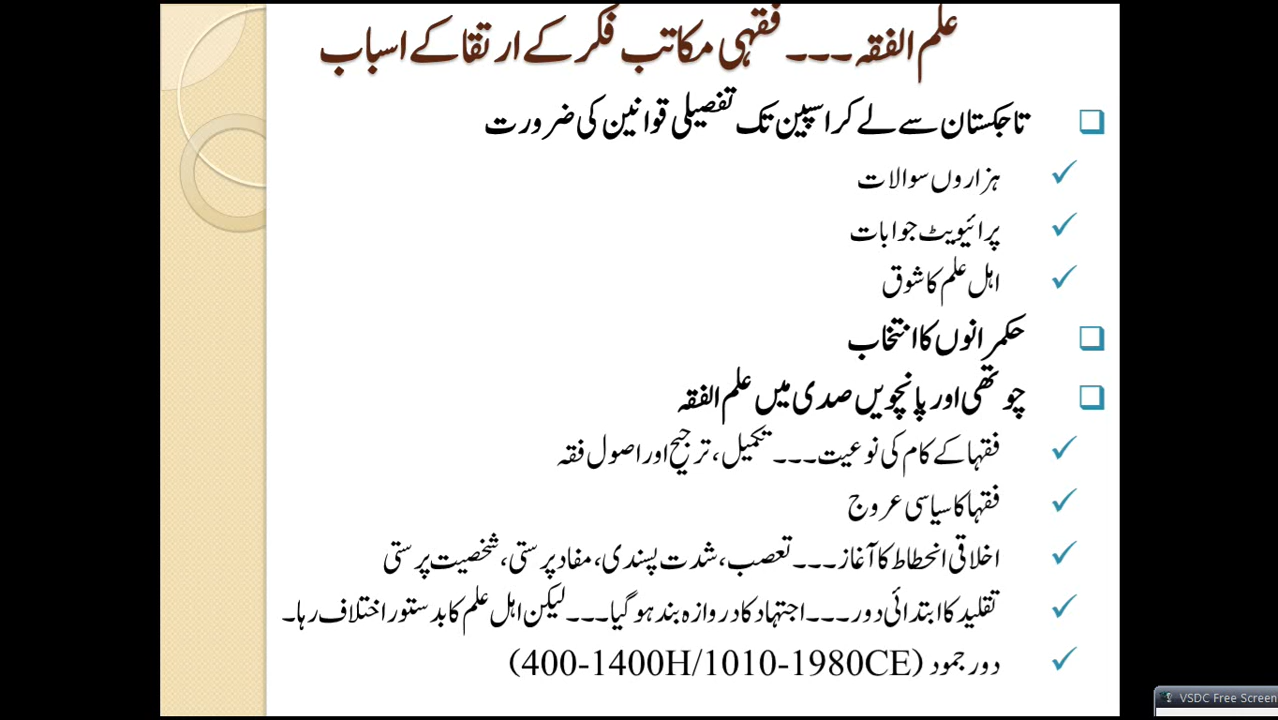 علم الفقہ۔۔۔ فقہی مکاتب فکر کے ارتقا کے اسباب
تاجکستان سے لے کر اسپین تک تفصیلی قوانین کی ضرورت
ہزاروں سوالات
پرائیویٹ جوابات
اہل علم کا شوق
حکمرانوں کا انتخاب
چوتھی اور پانچویں صدی میں علم الفقہ
فقہا کے کام کی نوعیت۔۔۔ تکمیل، ترجیح اور اصول فقہ
فقہا کا سیاسی عروج
اخلاقی انحطاط کا آغاز۔۔۔ تعصب، شدت پسندی، مفاد پرستی، شخصیت پرستی
تقلید کا ابتدائی دور۔۔۔ اجتہاد کا دروازہ بند ہو گیا۔۔۔ لیکن اہل علم کا بدستور اختلاف رہا۔
دور جمود (400-1400H/1010-1980CE)
VSDC Free Screen